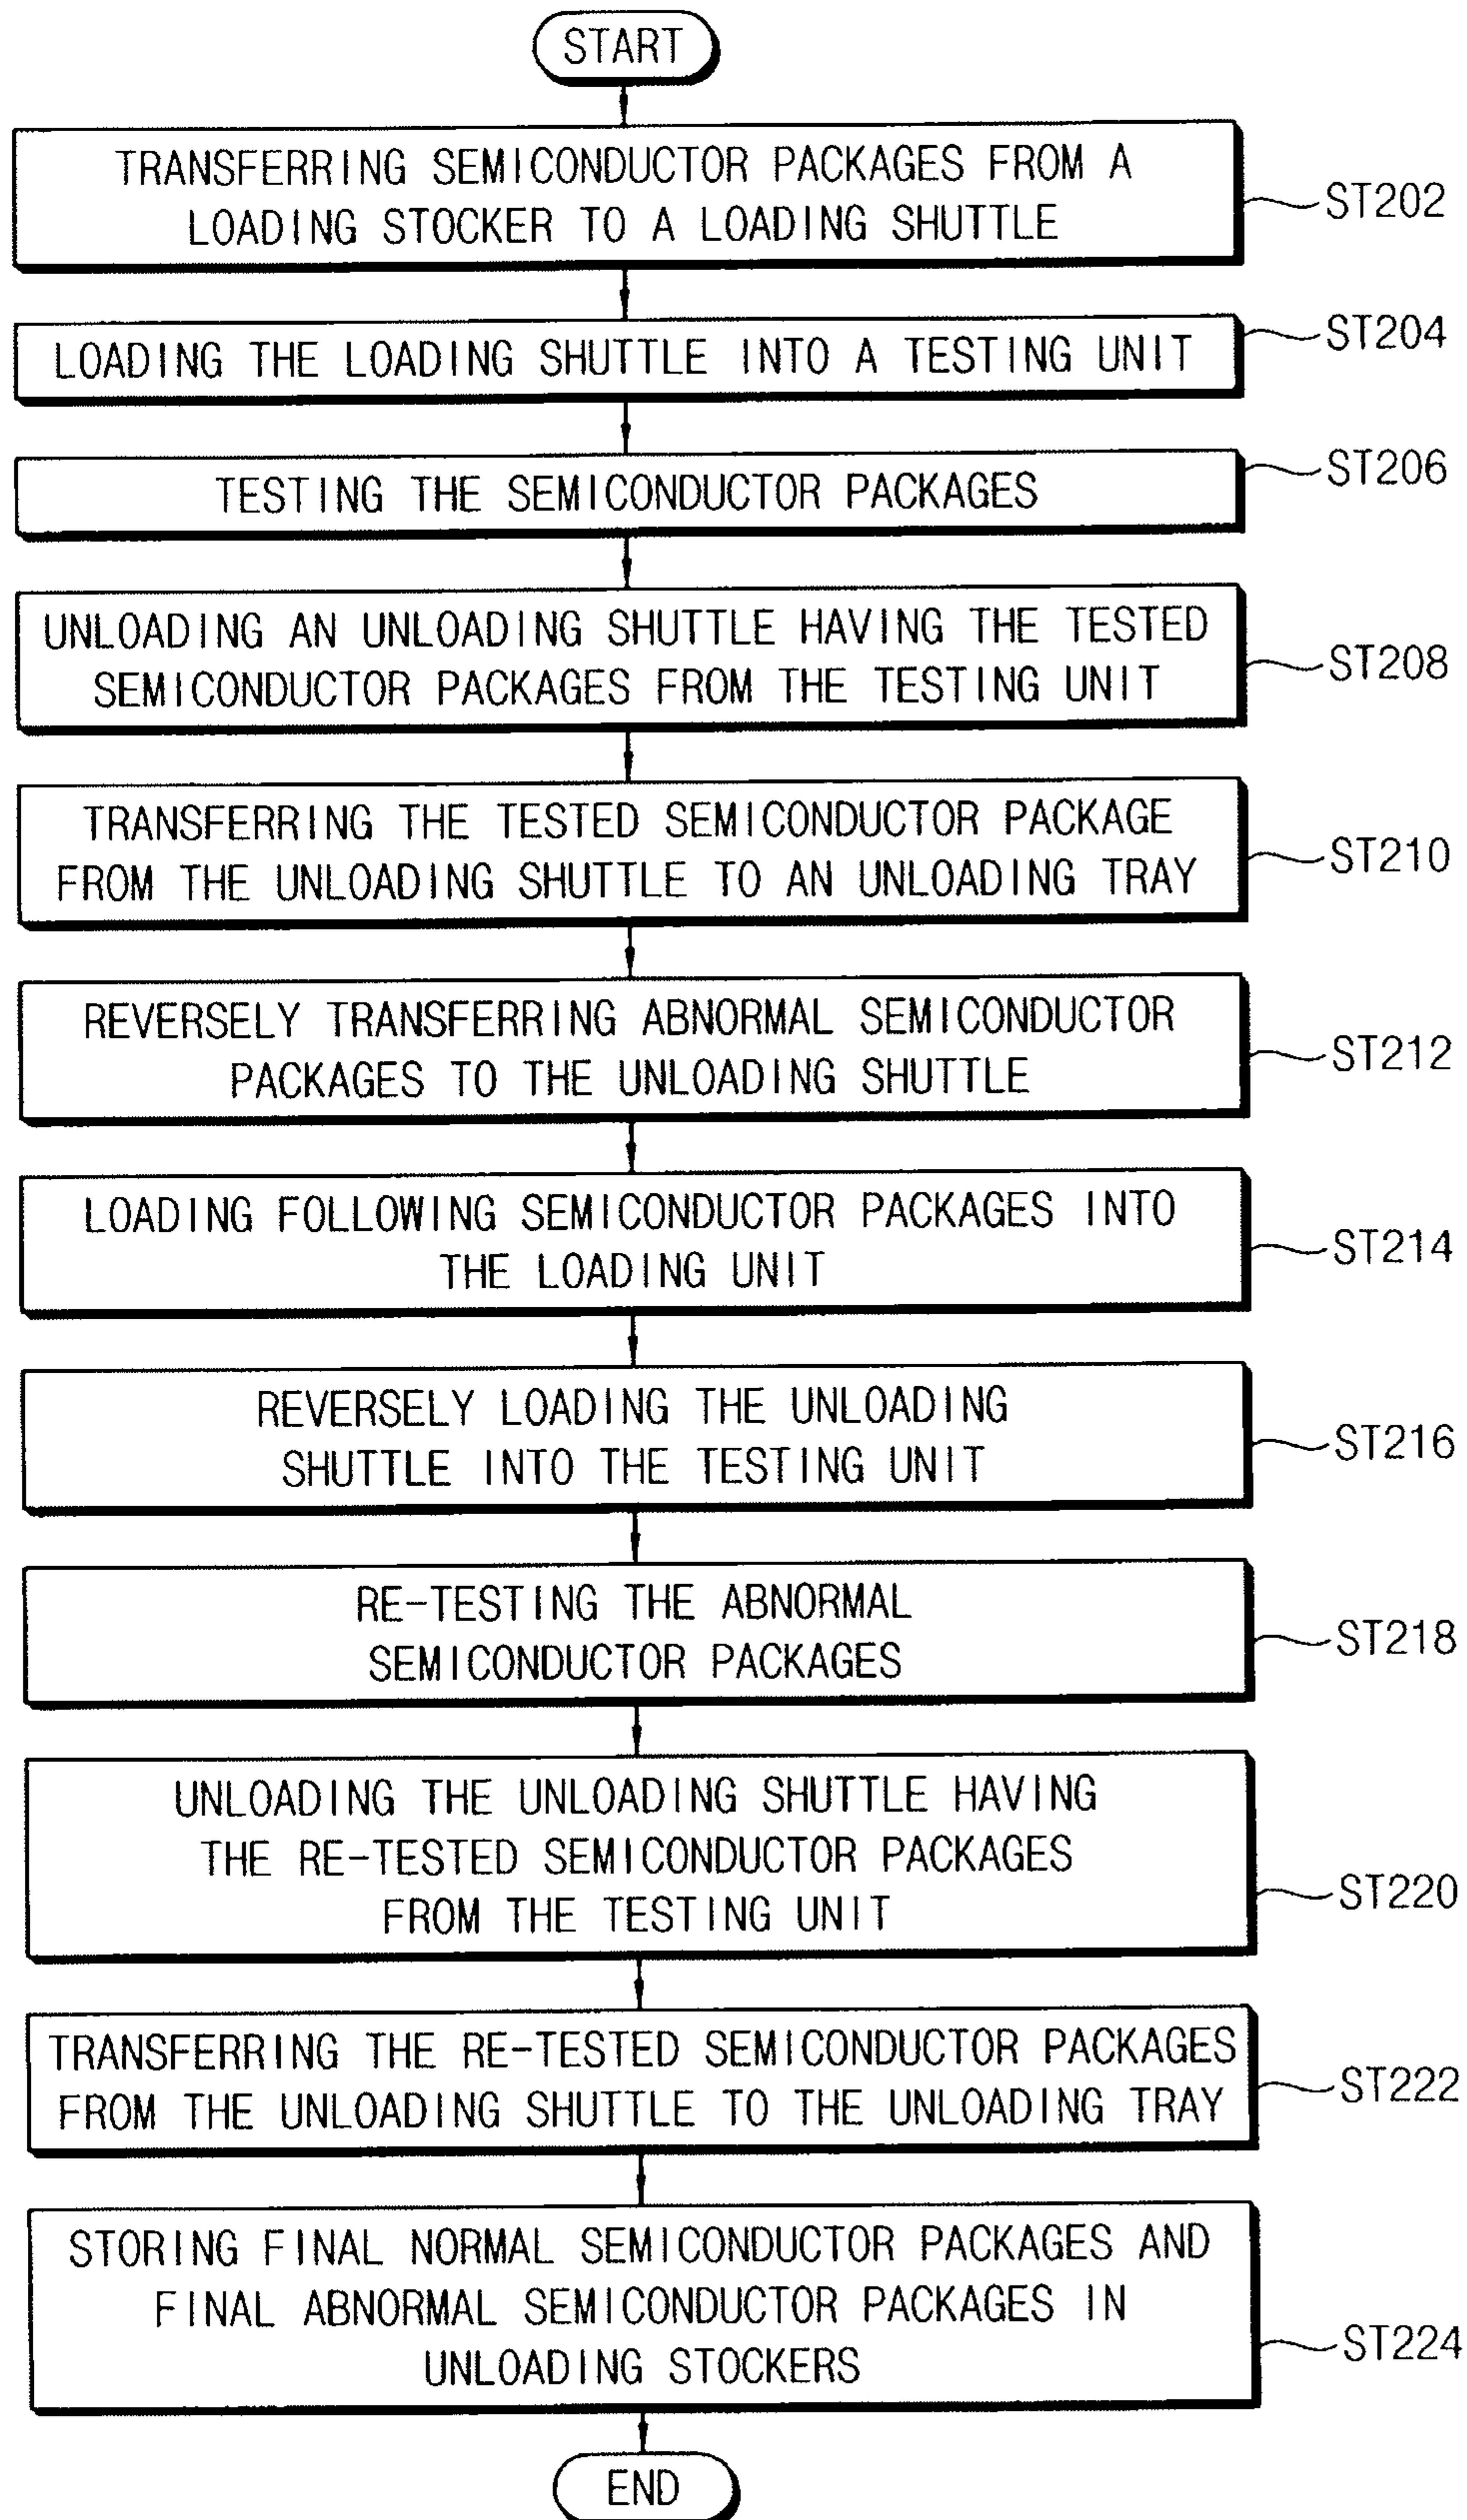 START
TRANSFERRING SEMICONDUCTOR PACKAGES FROM A
LOADING STOCKER TO A LOADING SHUTTLE
ST202
LOADING THE LOADING SHUTTLE INTO A TESTING UNIT
ST204
TESTING THE SEMICONDUCTOR PACKAGES
ST206
UNLOADING AN UNLOADING SHUTTLE HAVING THE TESTED
SEMICONDUCTOR PACKAGES FROM THE TESTING UNIT
ST208
TRANSFERRING THE TESTED SEMICONDUCTOR PACKAGE
FROM THE UNLOADING SHUTTLE TO AN UNLOADING TRAY
ST210
REVERSELY TRANSFERRING ABNORMAL SEMICONDUCTOR
PACKAGES TO THE UNLOADING SHUTTLE
ST212
LOADING FOLLOWING SEMICONDUCTOR PACKAGES INTO
THE LOADING UNIT
ST214
REVERSELY LOADING THE UNLOADING
SHUTTLE INTO THE TESTING UNIT
ST216
RE-TESTING THE ABNORMAL
SEMICONDUCTOR PACKAGES
ST218
UNLOADING THE UNLOADING SHUTTLE HAVING
THE RE-TESTED SEMICONDUCTOR PACKAGES
FROM THE TESTING UNIT
ST220
TRANSFERRING THE RE-TESTED SEMICONDUCTOR PACKAGES
FROM THE UNLOADING SHUTTLE TO THE UNLOADING TRAY
ST222
STORING FINAL NORMAL SEMICONDUCTOR PACKAGES AND
FINAL ABNORMAL SEMICONDUCTOR PACKAGES IN
UNLOADING STOCKERS
ST224
END